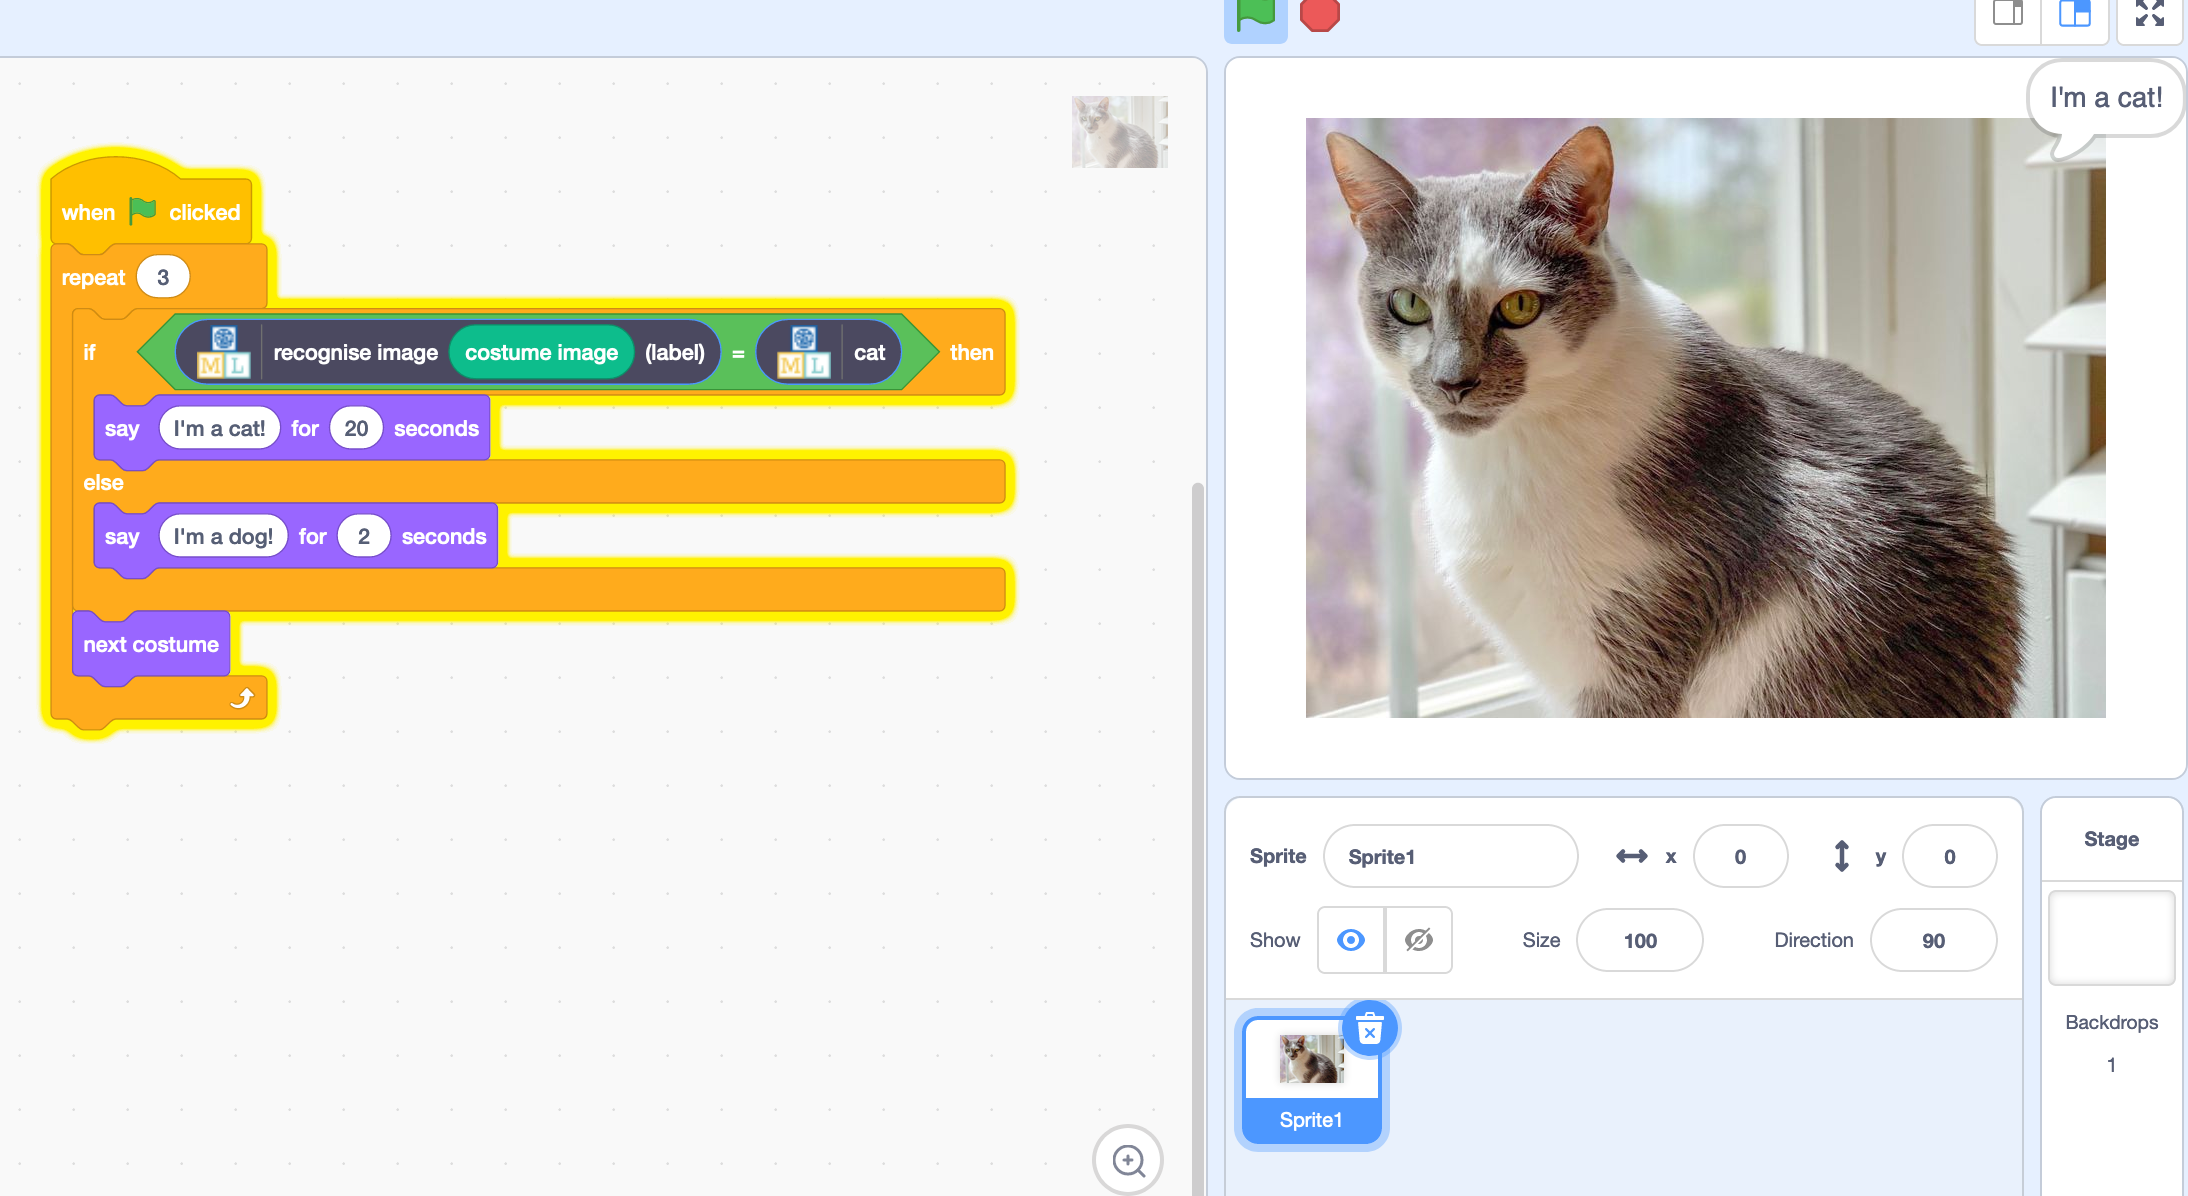 when clicked
repeat 3
if ML recognise image costume image (label) = ML cat then
say I'm a cat! for 20 seconds
else
say I'm a dog! for 2 seconds
next costume
I'm a cat!
Sprite Sprite1 x 0 y 0
Show Size 100 Direction 90
Sprite1
Stage
Backdrops
1